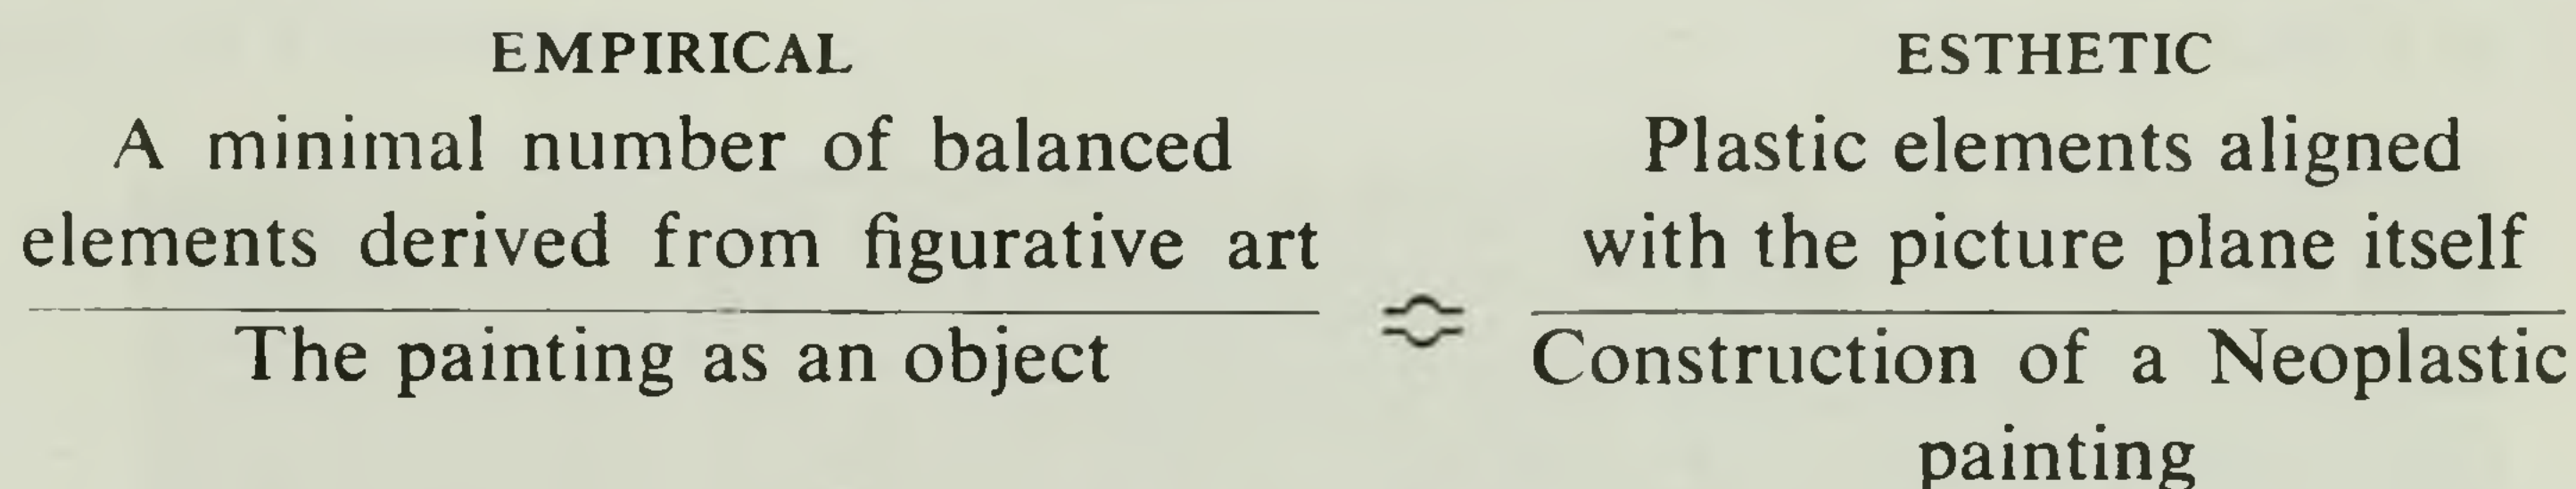 EMPIRICAL
A minimal number of balanced
elements derived from figurative art
The painting as an object
≎
ESTHETIC
Plastic elements aligned
with the picture plane itself
Construction of a Neoplastic
painting